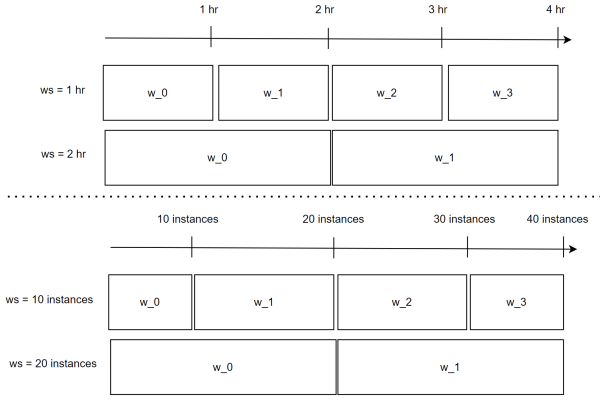 1 hr 2 hr 3 hr 4 hr
ws = 1 hr w_0 w_1 w_2 w_3
ws = 2 hr w_0 w_1
10 instances 20 instances 30 instances 40 instances
ws = 10 instances w_0 w_1 w_2 w_3
ws = 20 instances w_0 w_1